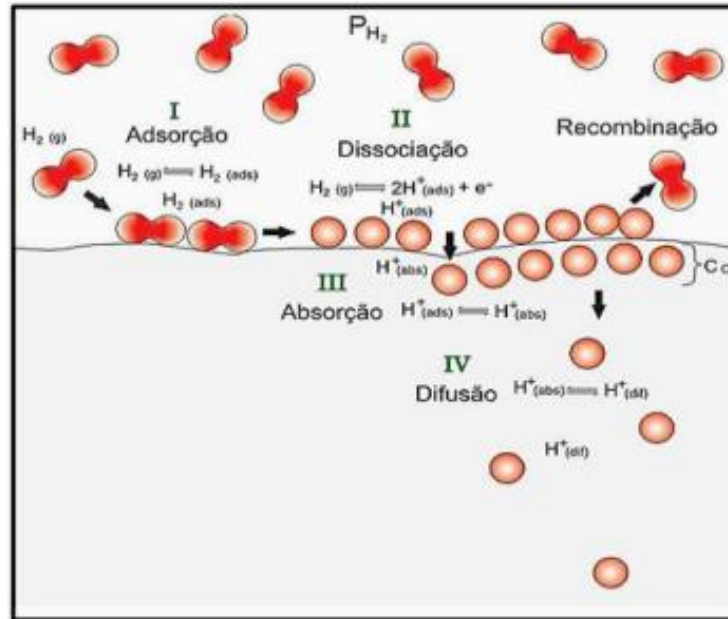 P H₂
I
Adsorção
H₂ (g) ⇌ H₂ (ads)
H₂ (ads)
H₂ (g)
II
Dissociação
H₂ (g) ⇌ 2H⁺(ads) + e⁻
H⁺(ads)
Recombinação
H⁺(abs)
III
Absorção
H⁺(ads) ⇌ H⁺(abs)
IV
Difusão
H⁺(abs) ⇌ H⁺(dif)
H⁺(dif)